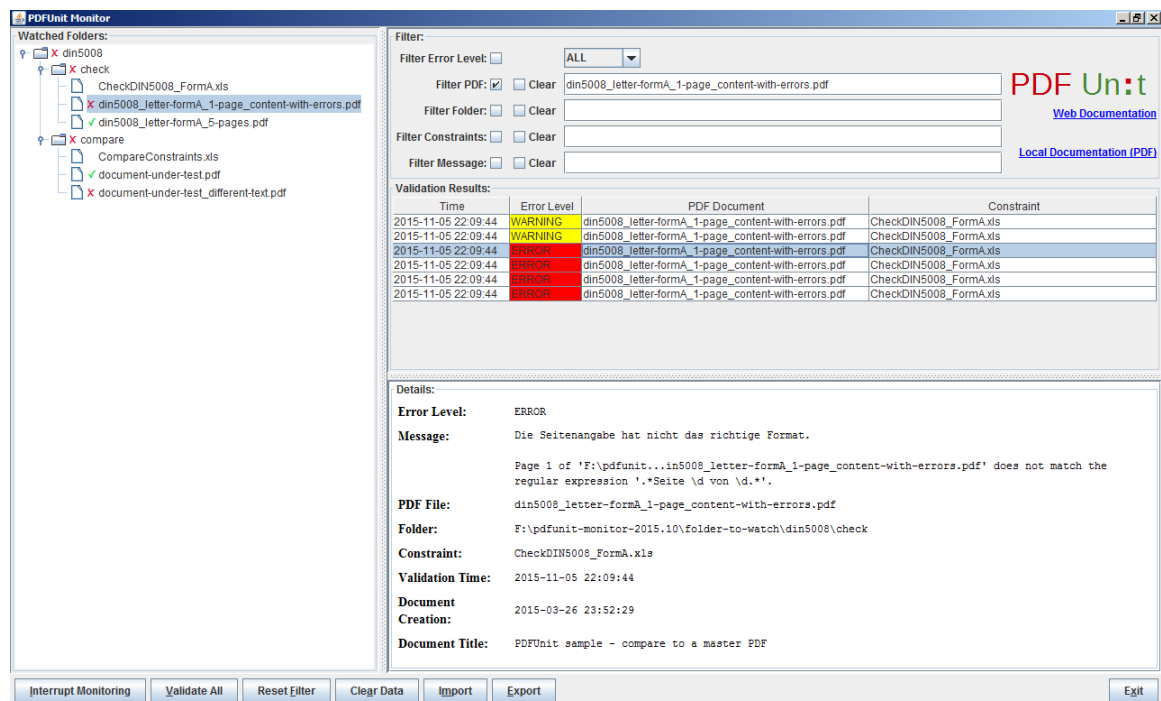 PDFUnit Monitor
Watched Folders:
X din5008
X check
CheckDIN5008_FormA.xls
X din5008_letter-formA_1-page_content-with-errors.pdf
✓ din5008_letter-formA_5-pages.pdf
X compare
CompareConstraints.xls
✓ document-under-test.pdf
X document-under-test_different-text.pdf
Filter:
Filter Error Level: ALL
Filter PDF: Clear din5008_letter-formA_1-page_content-with-errors.pdf
Filter Folder: Clear
Filter Constraints: Clear
Filter Message: Clear
PDF Un:t
Web Documentation
Local Documentation (PDF)
Validation Results:
Time Error Level PDF Document Constraint
2015-11-05 22:09:44 WARNING din5008_letter-formA_1-page_content-with-errors.pdf CheckDIN5008_FormA.xls
2015-11-05 22:09:44 WARNING din5008_letter-formA_1-page_content-with-errors.pdf CheckDIN5008_FormA.xls
2015-11-05 22:09:44 ERROR din5008_letter-formA_1-page_content-with-errors.pdf CheckDIN5008_FormA.xls
2015-11-05 22:09:44 ERROR din5008_letter-formA_1-page_content-with-errors.pdf CheckDIN5008_FormA.xls
2015-11-05 22:09:44 ERROR din5008_letter-formA_1-page_content-with-errors.pdf CheckDIN5008_FormA.xls
2015-11-05 22:09:44 ERROR din5008_letter-formA_1-page_content-with-errors.pdf CheckDIN5008_FormA.xls
Details:
Error Level: ERROR
Message: Die Seitenangabe hat nicht das richtige Format.
Page 1 of 'F:\pdfunit...in5008_letter-formA_1-page_content-with-errors.pdf' does not match the
regular expression '.*Seite \d von \d.*'.
PDF File: din5008_letter-formA_1-page_content-with-errors.pdf
Folder: F:\pdfunit-monitor-2015.10\folder-to-watch\din5008\check
Constraint: CheckDIN5008_FormA.xls
Validation Time: 2015-11-05 22:09:44
Document
Creation: 2015-03-26 23:52:29
Document Title: PDFUnit sample - compare to a master PDF
Interrupt Monitoring Validate All Reset Filter Clear Data Import Export Exit